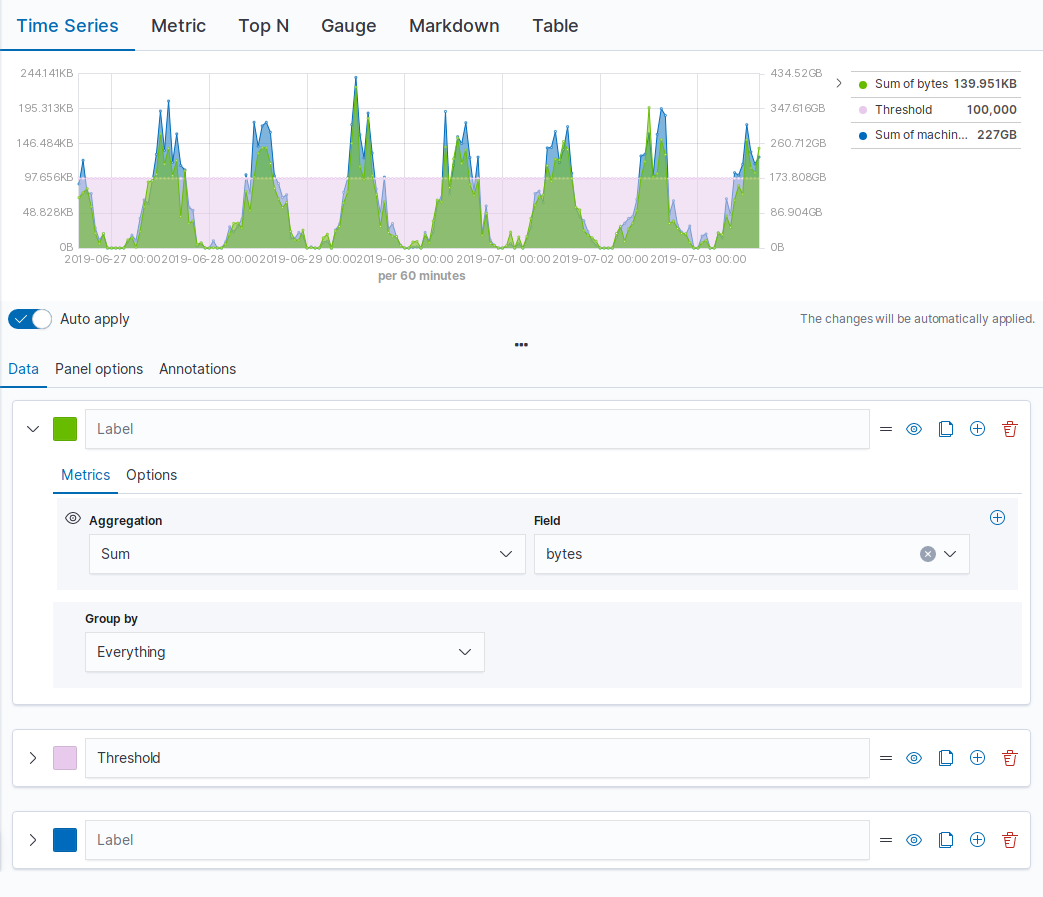 Time Series Metric Top N Gauge Markdown Table
244.141KB 434.52GB
195.313KB 347.616GB
146.484KB 260.712GB
97.656KB 173.808GB
48.828KB 86.904GB
0B 0B
2019-06-27 00:00 2019-06-28 00:00 2019-06-29 00:00 2019-06-30 00:00 2019-07-01 00:00 2019-07-02 00:00 2019-07-03 00:00
per 60 minutes
Sum of bytes 139.951KB
Threshold 100,000
Sum of machin... 227GB
Auto apply The changes will be automatically applied.
Data Panel options Annotations
Label
Metrics Options
Aggregation Field
Sum bytes
Group by
Everything
Threshold
Label